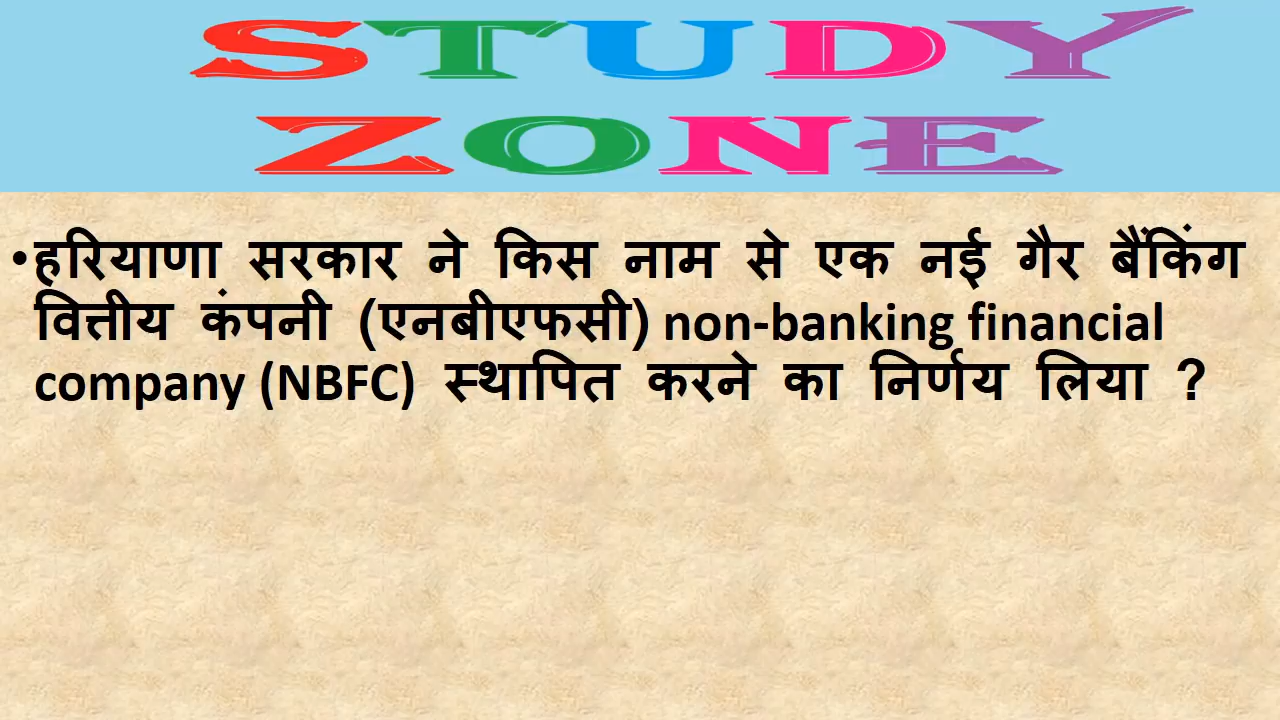 STUDY
ZONE
•हरियाणा सरकार ने किस नाम से एक नई गैर बैंकिंग
वित्तीय कंपनी (एनबीएफसी) non-banking financial
company (NBFC) स्थापित करने का निर्णय लिया ?